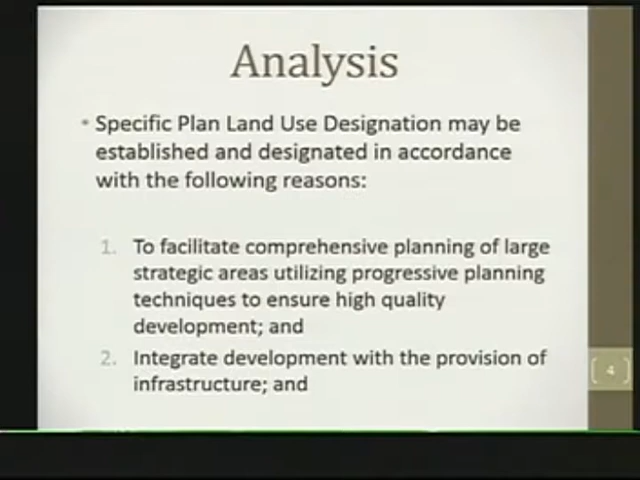 Analysis
• Specific Plan Land Use Designation may be
established and designated in accordance
with the following reasons:
1. To facilitate comprehensive planning of large
strategic areas utilizing progressive planning
techniques to ensure high quality
development; and
2. Integrate development with the provision of
infrastructure; and
4